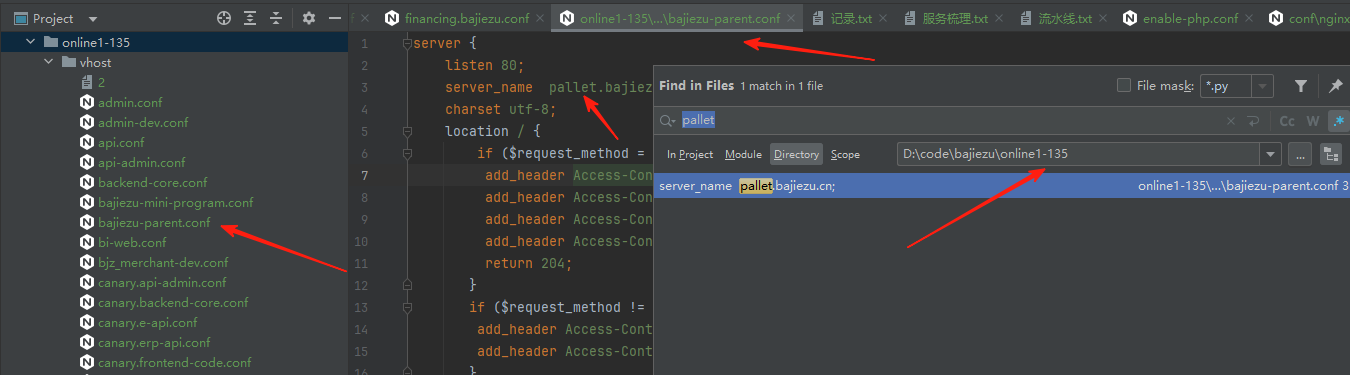 Project
financing.bajiezu.conf
online1-135\...\bajiezu-parent.conf
记录.txt
服务梳理.txt
流水线.txt
enable-php.conf
conf\nginx
online1-135
vhost
2
admin.conf
admin-dev.conf
api.conf
api-admin.conf
backend-core.conf
bajiezu-mini-program.conf
bajiezu-parent.conf
bi-web.conf
bjz_merchant-dev.conf
canary.api-admin.conf
canary.backend-core.conf
canary.e-api.conf
canary.erp-api.conf
canary.frontend-code.conf
1 server {
2 listen 80;
3 server_name pallet.bajiez
4 charset utf-8;
5 location / {
6 if ($request_method =
7 add_header Access-Cont
8 add_header Access-Cont
9 add_header Access-Cont
10 add_header Access-Cont
11 return 204;
12 }
13 if ($request_method !=
14 add_header Access-Cont
15 add_header Access-Cont
16 }
Find in Files 1 match in 1 file
File mask: *.py
pallet
Cc W .*
In Project Module Directory Scope D:\code\bajiezu\online1-135 ...
server_name pallet.bajiezu.cn; online1-135\...\bajiezu-parent.conf 3